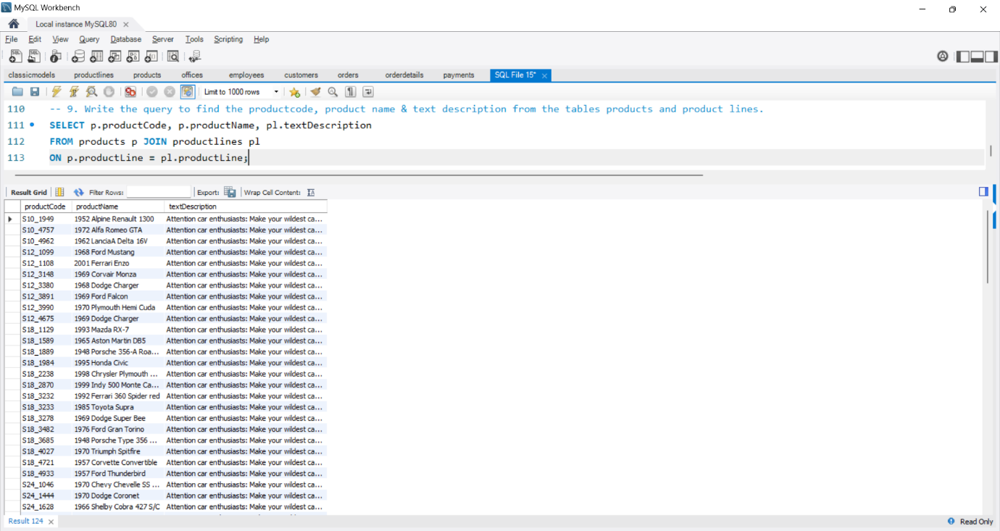 MySQL Workbench
Local instance MySQL80
File Edit View Query Database Server Tools Scripting Help
classicmodels productlines products offices employees customers orders orderdetails payments SQL File 15*
Limit to 1000 rows
110 -- 9. Write the query to find the productcode, product name & text description from the tables products and product lines.
111 SELECT p.productCode, p.productName, pl.textDescription
112 FROM products p JOIN productlines pl
113 ON p.productLine = pl.productLine;
Result Grid Filter Rows: Export: Wrap Cell Content:
productCode productName textDescription
S10_1949 1952 Alpine Renault 1300 Attention car enthusiasts: Make your wildest ca...
S10_4757 1972 Alfa Romeo GTA Attention car enthusiasts: Make your wildest ca...
S10_4962 1962 LanciaA Delta 16V Attention car enthusiasts: Make your wildest ca...
S12_1099 1968 Ford Mustang Attention car enthusiasts: Make your wildest ca...
S12_1108 2001 Ferrari Enzo Attention car enthusiasts: Make your wildest ca...
S12_3148 1969 Corvair Monza Attention car enthusiasts: Make your wildest ca...
S12_3380 1968 Dodge Charger Attention car enthusiasts: Make your wildest ca...
S12_3891 1969 Ford Falcon Attention car enthusiasts: Make your wildest ca...
S12_3990 1970 Plymouth Hemi Cuda Attention car enthusiasts: Make your wildest ca...
S12_4675 1969 Dodge Charger Attention car enthusiasts: Make your wildest ca...
S18_1129 1993 Mazda RX-7 Attention car enthusiasts: Make your wildest ca...
S18_1589 1965 Aston Martin DB5 Attention car enthusiasts: Make your wildest ca...
S18_1889 1948 Porsche 356-A Roa... Attention car enthusiasts: Make your wildest ca...
S18_1984 1995 Honda Civic Attention car enthusiasts: Make your wildest ca...
S18_2238 1998 Chrysler Plymouth ... Attention car enthusiasts: Make your wildest ca...
S18_2870 1999 Indy 500 Monte Ca... Attention car enthusiasts: Make your wildest ca...
S18_3232 1992 Ferrari 360 Spider red Attention car enthusiasts: Make your wildest ca...
S18_3233 1985 Toyota Supra Attention car enthusiasts: Make your wildest ca...
S18_3278 1969 Dodge Super Bee Attention car enthusiasts: Make your wildest ca...
S18_3482 1976 Ford Gran Torino Attention car enthusiasts: Make your wildest ca...
S18_3685 1948 Porsche Type 356 ... Attention car enthusiasts: Make your wildest ca...
S18_4027 1970 Triumph Spitfire Attention car enthusiasts: Make your wildest ca...
S18_4721 1957 Corvette Convertible Attention car enthusiasts: Make your wildest ca...
S18_4933 1957 Ford Thunderbird Attention car enthusiasts: Make your wildest ca...
S24_1046 1970 Chevy Chevelle SS ... Attention car enthusiasts: Make your wildest ca...
S24_1444 1970 Dodge Coronet Attention car enthusiasts: Make your wildest ca...
S24_1628 1966 Shelby Cobra 427 S/C Attention car enthusiasts: Make your wildest ca...
Result 124 Read Only